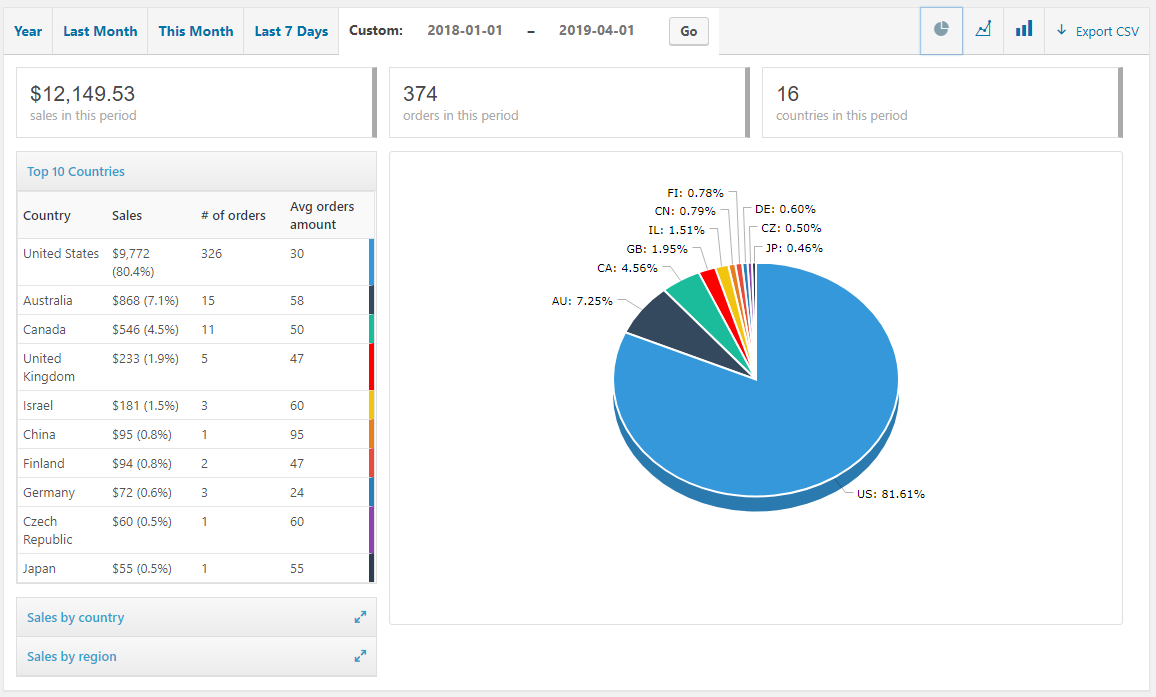 Year Last Month This Month Last 7 Days Custom: 2018-01-01 – 2019-04-01 Go Export CSV
$12,149.53
sales in this period
374
orders in this period
16
countries in this period
Top 10 Countries
Country Sales # of orders Avg orders
amount
United States $9,772 326 30
(80.4%)
Australia $868 (7.1%) 15 58
Canada $546 (4.5%) 11 50
United $233 (1.9%) 5 47
Kingdom
Israel $181 (1.5%) 3 60
China $95 (0.8%) 1 95
Finland $94 (0.8%) 2 47
Germany $72 (0.6%) 3 24
Czech $60 (0.5%) 1 60
Republic
Japan $55 (0.5%) 1 55
Sales by country
Sales by region
FI: 0.78%
CN: 0.79%
IL: 1.51%
GB: 1.95%
CA: 4.56%
AU: 7.25%
DE: 0.60%
CZ: 0.50%
JP: 0.46%
US: 81.61%